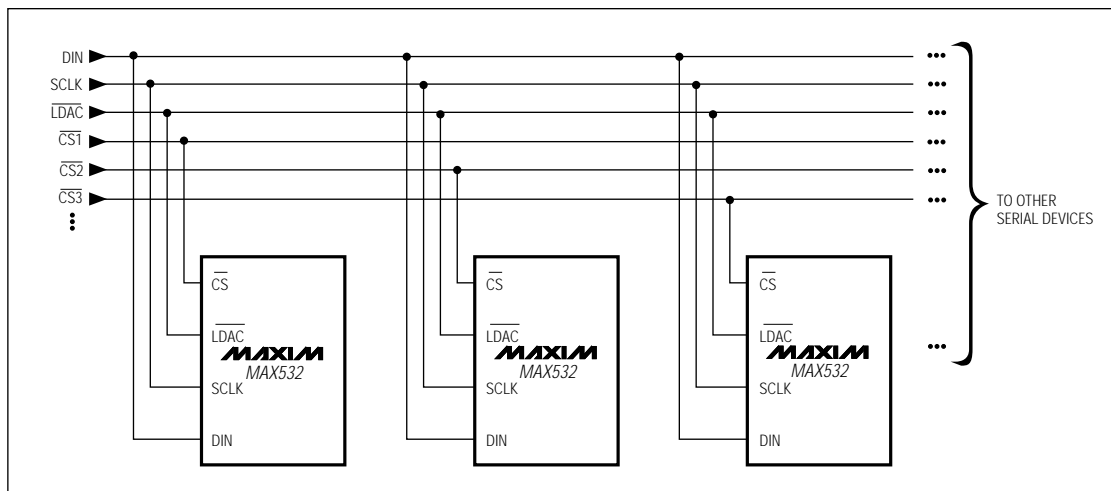 DIN
SCLK
LDAC
CS1
CS2
CS3
TO OTHER
SERIAL DEVICES
CS
LDAC
MAXIM
MAX532
SCLK
DIN
CS
LDAC
MAXIM
MAX532
SCLK
DIN
CS
LDAC
MAXIM
MAX532
SCLK
DIN